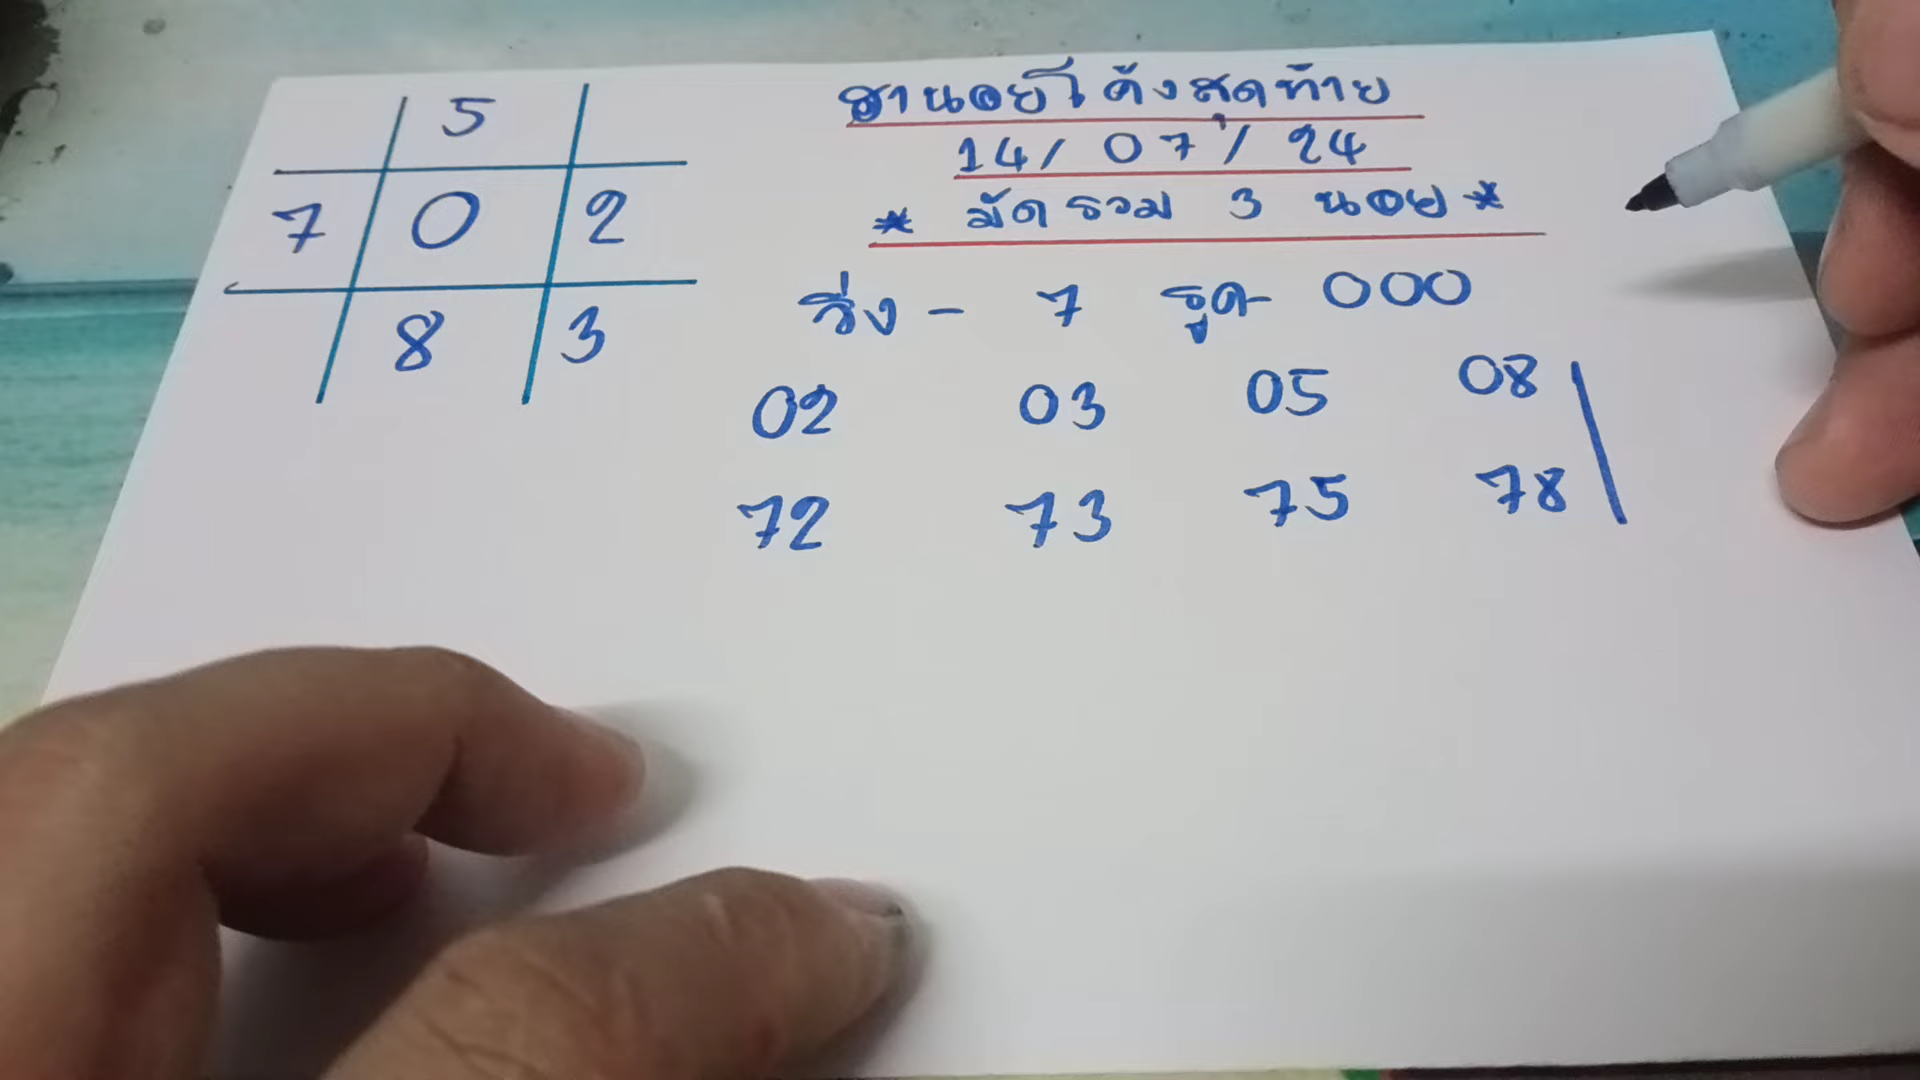 5
7 0 2
8 3
ฮานอยโค้งสุดท้าย
14/ 07 / 24
* มัดรวม 3 นอย *
วิ่ง - 7 รูด- 000
02 03 05 08
72 73 75 78